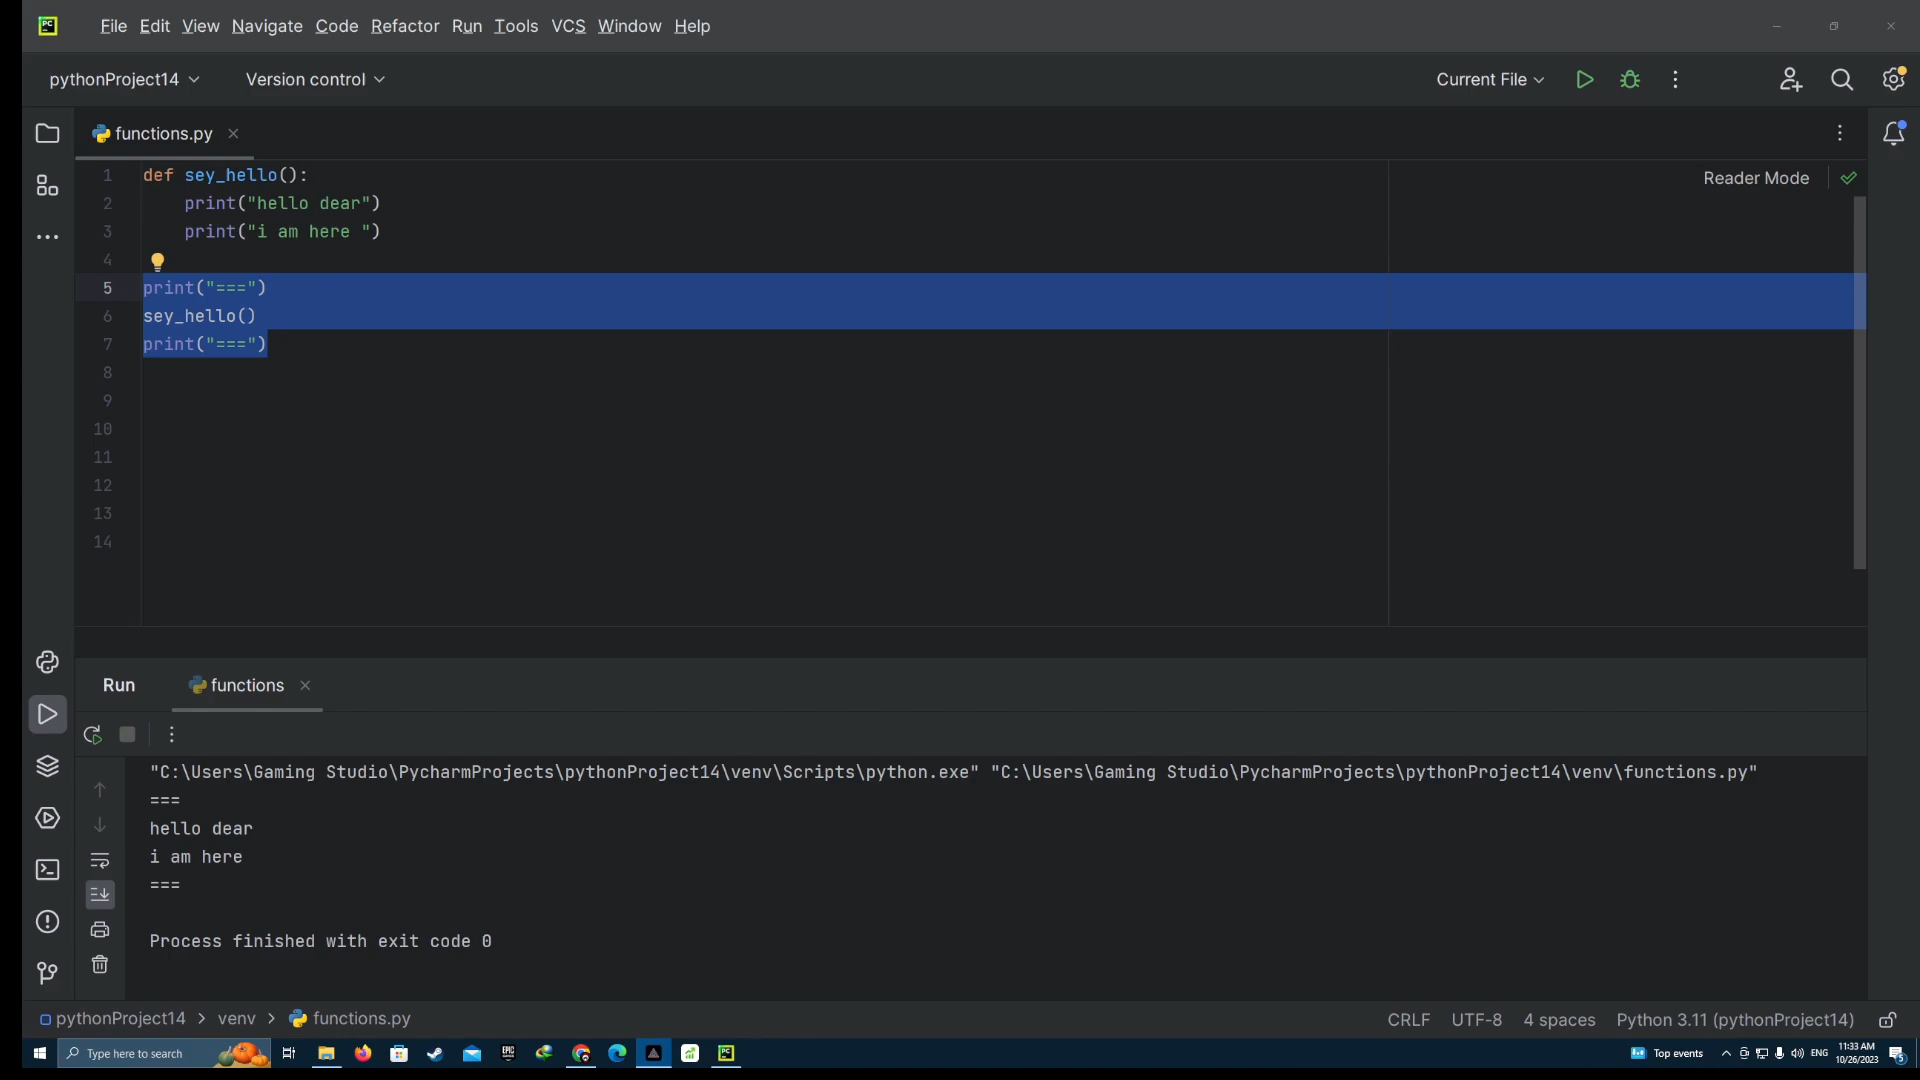 PC File Edit View Navigate Code Refactor Run Tools VCS Window Help
pythonProject14 Version control Current File
functions.py
1 def sey_hello():
Reader Mode
2     print("hello dear")
3     print("i am here ")
4
5 print("===")
6 sey_hello()
7 print("===")
8
9
10
11
12
13
14
Run functions
"C:\Users\Gaming Studio\PycharmProjects\pythonProject14\venv\Scripts\python.exe" "C:\Users\Gaming Studio\PycharmProjects\pythonProject14\venv\functions.py"
===
hello dear
i am here
===
Process finished with exit code 0
pythonProject14 > venv > functions.py CRLF UTF-8 4 spaces Python 3.11 (pythonProject14)
Type here to search EPIC PC Top events ENG 11:33 AM
10/26/2023 5